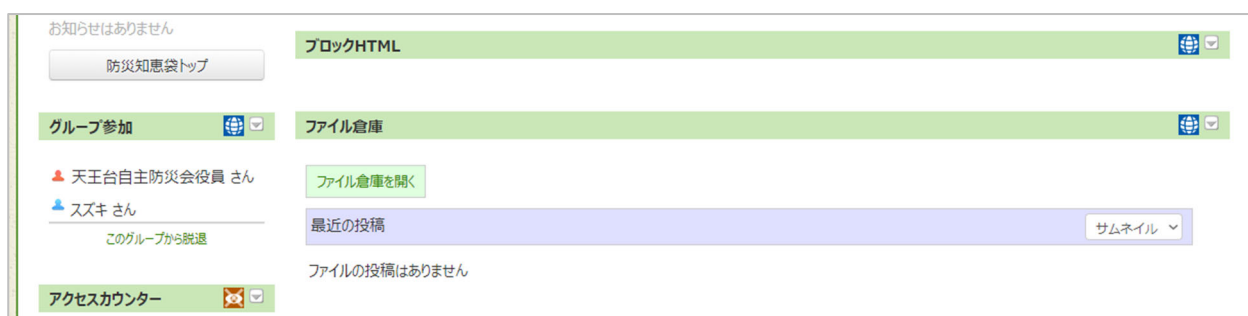 お知らせはありません
防災知恵袋トップ
グループ参加
天王台自主防災会役員 さん
スズキ さん
このグループから脱退
アクセスカウンター
ブロックHTML
ファイル倉庫
ファイル倉庫を開く
最近の投稿
サムネイル
ファイルの投稿はありません